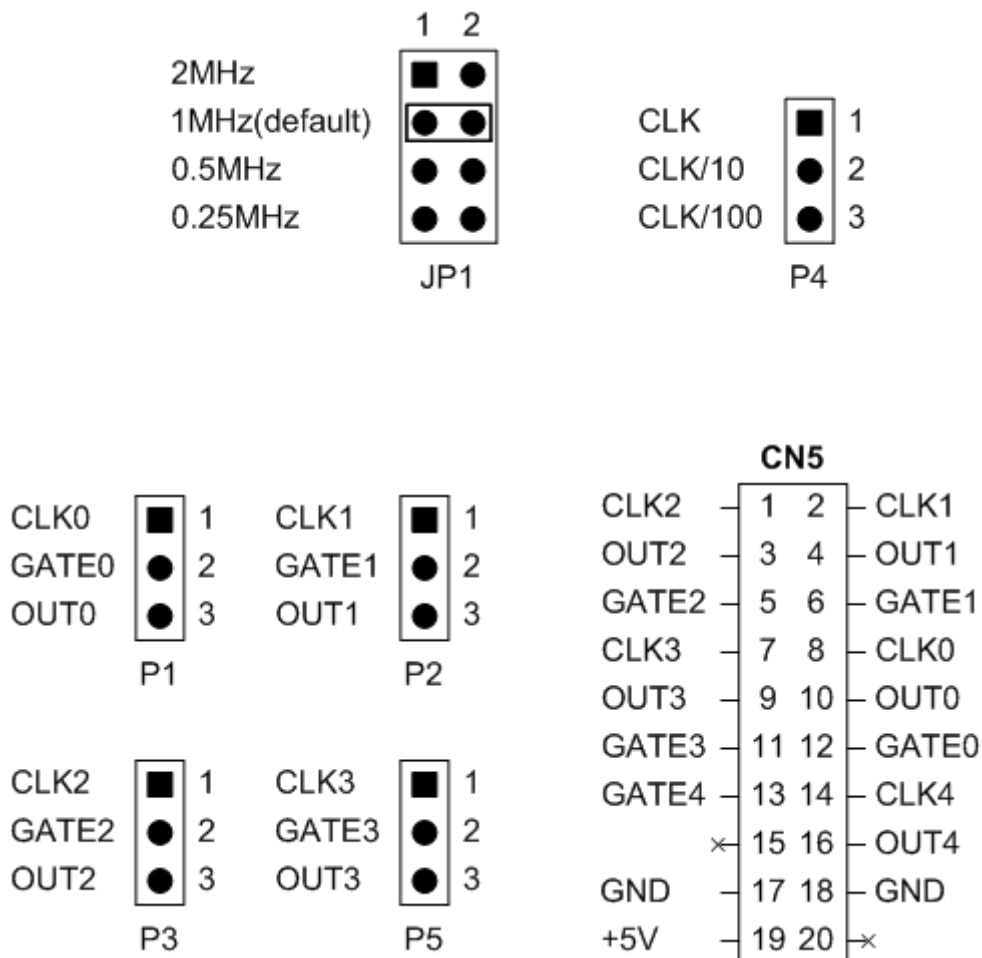 1 2
2MHz
1MHz(default)
0.5MHz
0.25MHz
JP1
CLK 1
CLK/10 2
CLK/100 3
P4
CLK0 1
GATE0 2
OUT0 3
P1
CLK1 1
GATE1 2
OUT1 3
P2
CLK2 1
GATE2 2
OUT2 3
P3
CLK3 1
GATE3 2
OUT3 3
P5
CN5
CLK2 1 2 CLK1
OUT2 3 4 OUT1
GATE2 5 6 GATE1
CLK3 7 8 CLK0
OUT3 9 10 OUT0
GATE3 11 12 GATE0
GATE4 13 14 CLK4
15 16 OUT4
GND 17 18 GND
+5V 19 20